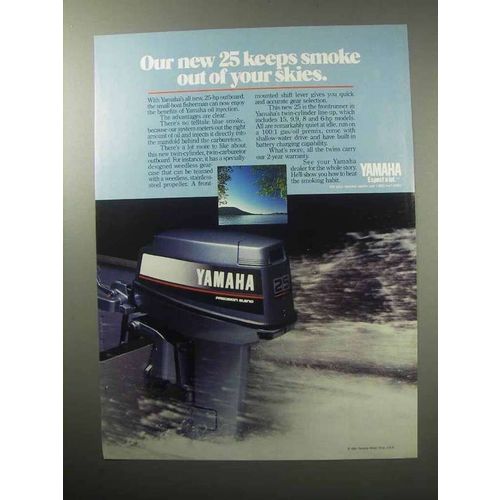 Our new 25 keeps smoke
out of your skies.
With Yamaha's all new, 25-hp outboard,
the small-boat fisherman can now enjoy
the benefits of Yamaha oil injection.
The advantages are clear.
There's no telltale blue smoke,
because our system meters out the right
amount of oil and injects it directly into
the manifold behind the carburetors.
There's a lot more to like about
this new twin-cylinder, twin-carburetor
outboard. For instance, it has a specially
designed weedless gear-
case that can be teamed
with a weedless, stainless-
steel propeller. A front
mounted shift lever gives you quick
and accurate gear selection.
This new 25 is the frontrunner in
Yamaha's twin-cylinder line-up, which
includes 15, 9.9, 8 and 6-hp models.
All are remarkably quiet at idle, run on
a 100:1 gas/oil premix, come with
shallow-water drive and have built-in
battery charging capability.
What's more, all the twins carry
our 2-year warranty.
See your Yamaha
dealer for the whole story.
He'll show you how to beat
the smoking habit.
YAMAHA
Expect a lot.
YAMAHA
25
PRECISION BLEND
Yamaha Motor Corp., U.S.A.